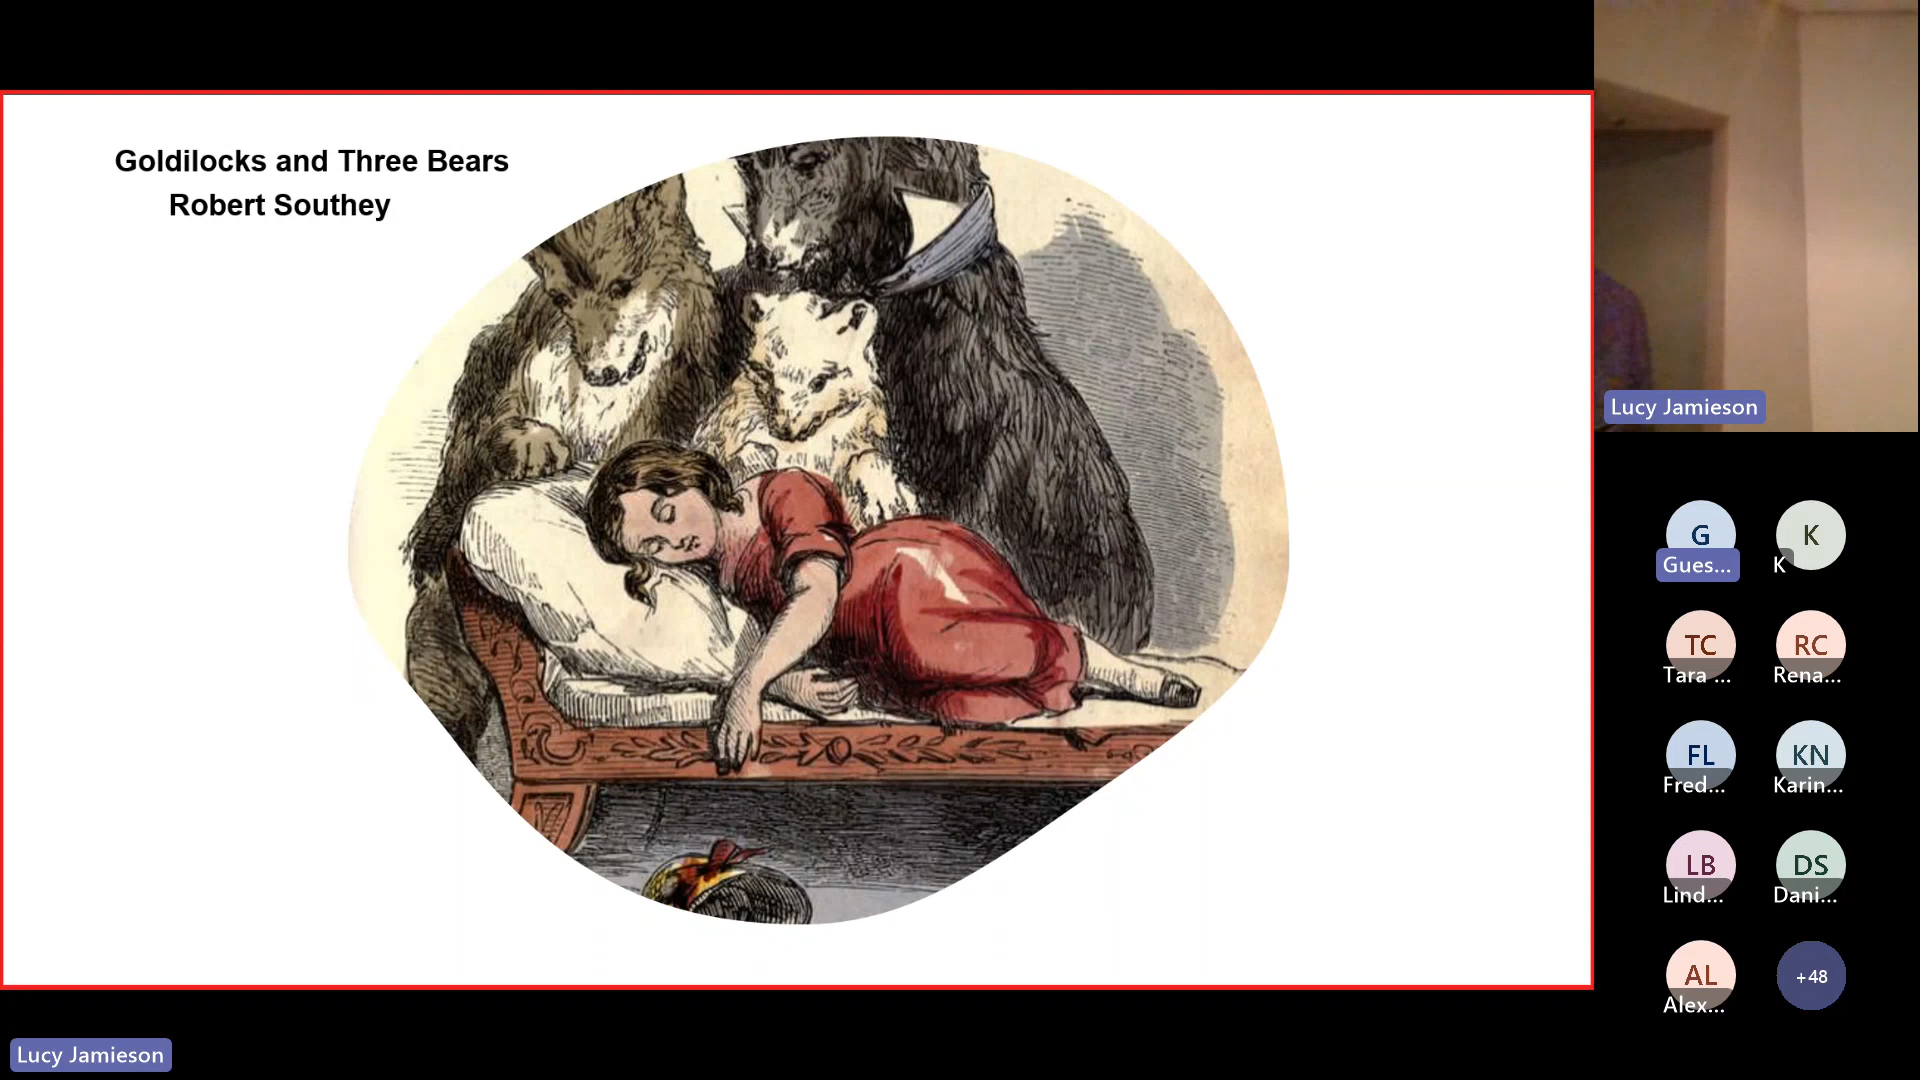 Goldilocks and Three Bears
Robert Southey
Lucy Jamieson
G
Gues...
K
K
TC
Tara ...
RC
Rena...
FL
Fred...
KN
Karin...
LB
Lind...
DS
Dani...
AL
Alex...
+48
Lucy Jamieson